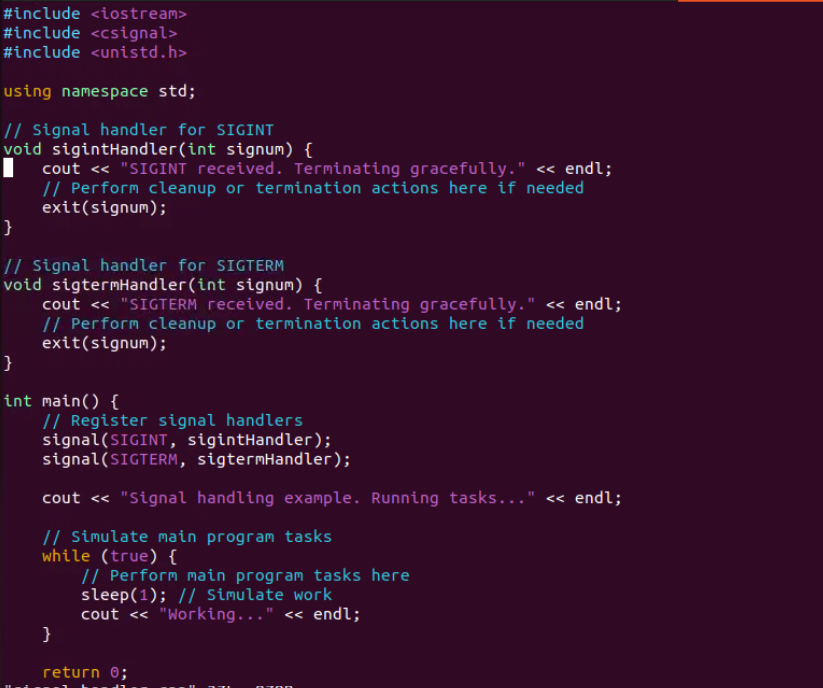 #include <iostream>
#include <csignal>
#include <unistd.h>

using namespace std;

// Signal handler for SIGINT
void sigintHandler(int signum) {
    cout << "SIGINT received. Terminating gracefully." << endl;
    // Perform cleanup or termination actions here if needed
    exit(signum);
}

// Signal handler for SIGTERM
void sigtermHandler(int signum) {
    cout << "SIGTERM received. Terminating gracefully." << endl;
    // Perform cleanup or termination actions here if needed
    exit(signum);
}

int main() {
    // Register signal handlers
    signal(SIGINT, sigintHandler);
    signal(SIGTERM, sigtermHandler);

    cout << "Signal handling example. Running tasks..." << endl;

    // Simulate main program tasks
    while (true) {
        // Perform main program tasks here
        sleep(1); // Simulate work
        cout << "Working..." << endl;
    }

    return 0;